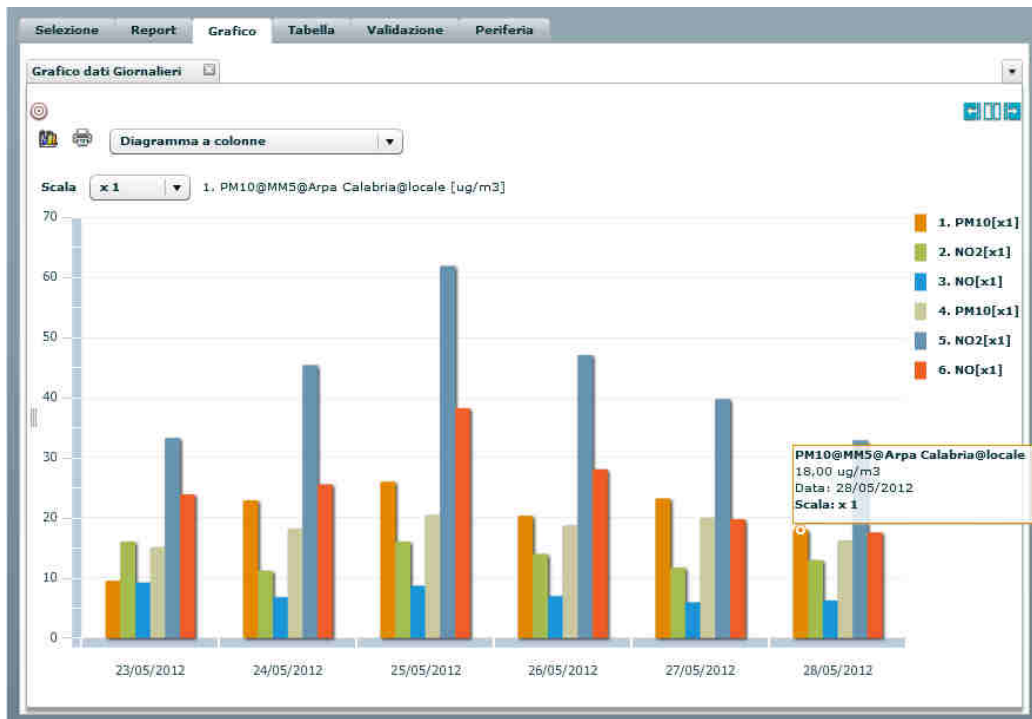 Selezione Report Grafico Tabella Validazione Periferia
Grafico dati Giornalieri
Diagramma a colonne
Scala x 1 1. PM10@MM5@Arpa Calabria@locale [ug/m3]
70
60
50
40
30
20
10
0
1. PM10[x1]
2. NO2[x1]
3. NO[x1]
4. PM10[x1]
5. NO2[x1]
6. NO[x1]
PM10@MM5@Arpa Calabria@locale
18,00 ug/m3
Data: 28/05/2012
Scala: x 1
23/05/2012 24/05/2012 25/05/2012 26/05/2012 27/05/2012 28/05/2012